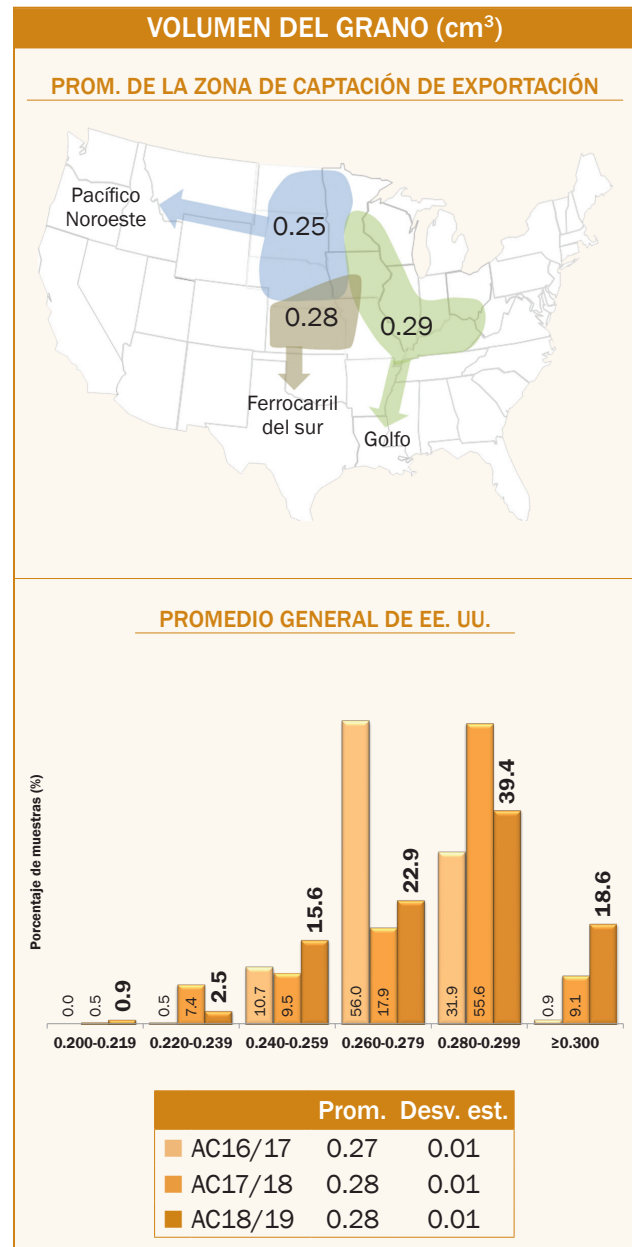 VOLUMEN DEL GRANO (cm³)
PROM. DE LA ZONA DE CAPTACIÓN DE EXPORTACIÓN
Pacífico
Noroeste
0.25
0.28
0.29
Ferrocarril
del sur
Golfo
PROMEDIO GENERAL DE EE. UU.
Porcentaje de muestras (%)
0.0 0.5 0.9
0.5 7.4 2.5
10.7 9.5 15.6
56.0 17.9 22.9
31.9 55.6 39.4
0.9 9.1 18.6
0.200-0.219 0.220-0.239 0.240-0.259 0.260-0.279 0.280-0.299 ≥0.300
Prom. Desv. est.
AC16/17 0.27 0.01
AC17/18 0.28 0.01
AC18/19 0.28 0.01